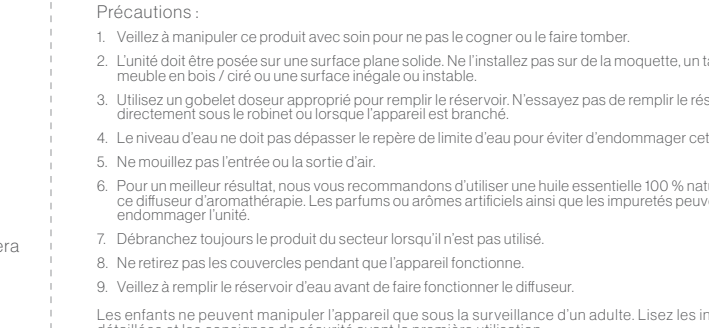 Précautions :
1. Veillez à manipuler ce produit avec soin pour ne pas le cogner ou le faire tomber.
2. L'unité doit être posée sur une surface plane solide. Ne l'installez pas sur de la moquette, un
meuble en bois / ciré ou une surface inégale ou instable.
3. Utilisez un gobelet doseur approprié pour remplir le réservoir. N'essayez pas de remplir le
directement sous le robinet ou lorsque l'appareil est branché.
4. Le niveau d'eau ne doit pas dépasser le repère de limite d'eau pour éviter d'endommager
5. Ne mouillez pas l'entrée ou la sortie d'air.
6. Pour un meilleur résultat, nous vous recommandons d'utiliser une huile essentielle 100 %
ce diffuseur d'aromathérapie. Les parfums ou arômes artificiels ainsi que les impuretés
endommager l'unité.
era
7. Débranchez toujours le produit du secteur lorsqu'il n'est pas utilisé.
8. Ne retirez pas les couvercles pendant que l'appareil fonctionne.
9. Veillez à remplir le réservoir d'eau avant de faire fonctionner le diffuseur.
Les enfants ne peuvent manipuler l'appareil que sous la surveillance d'un adulte. Lisez les